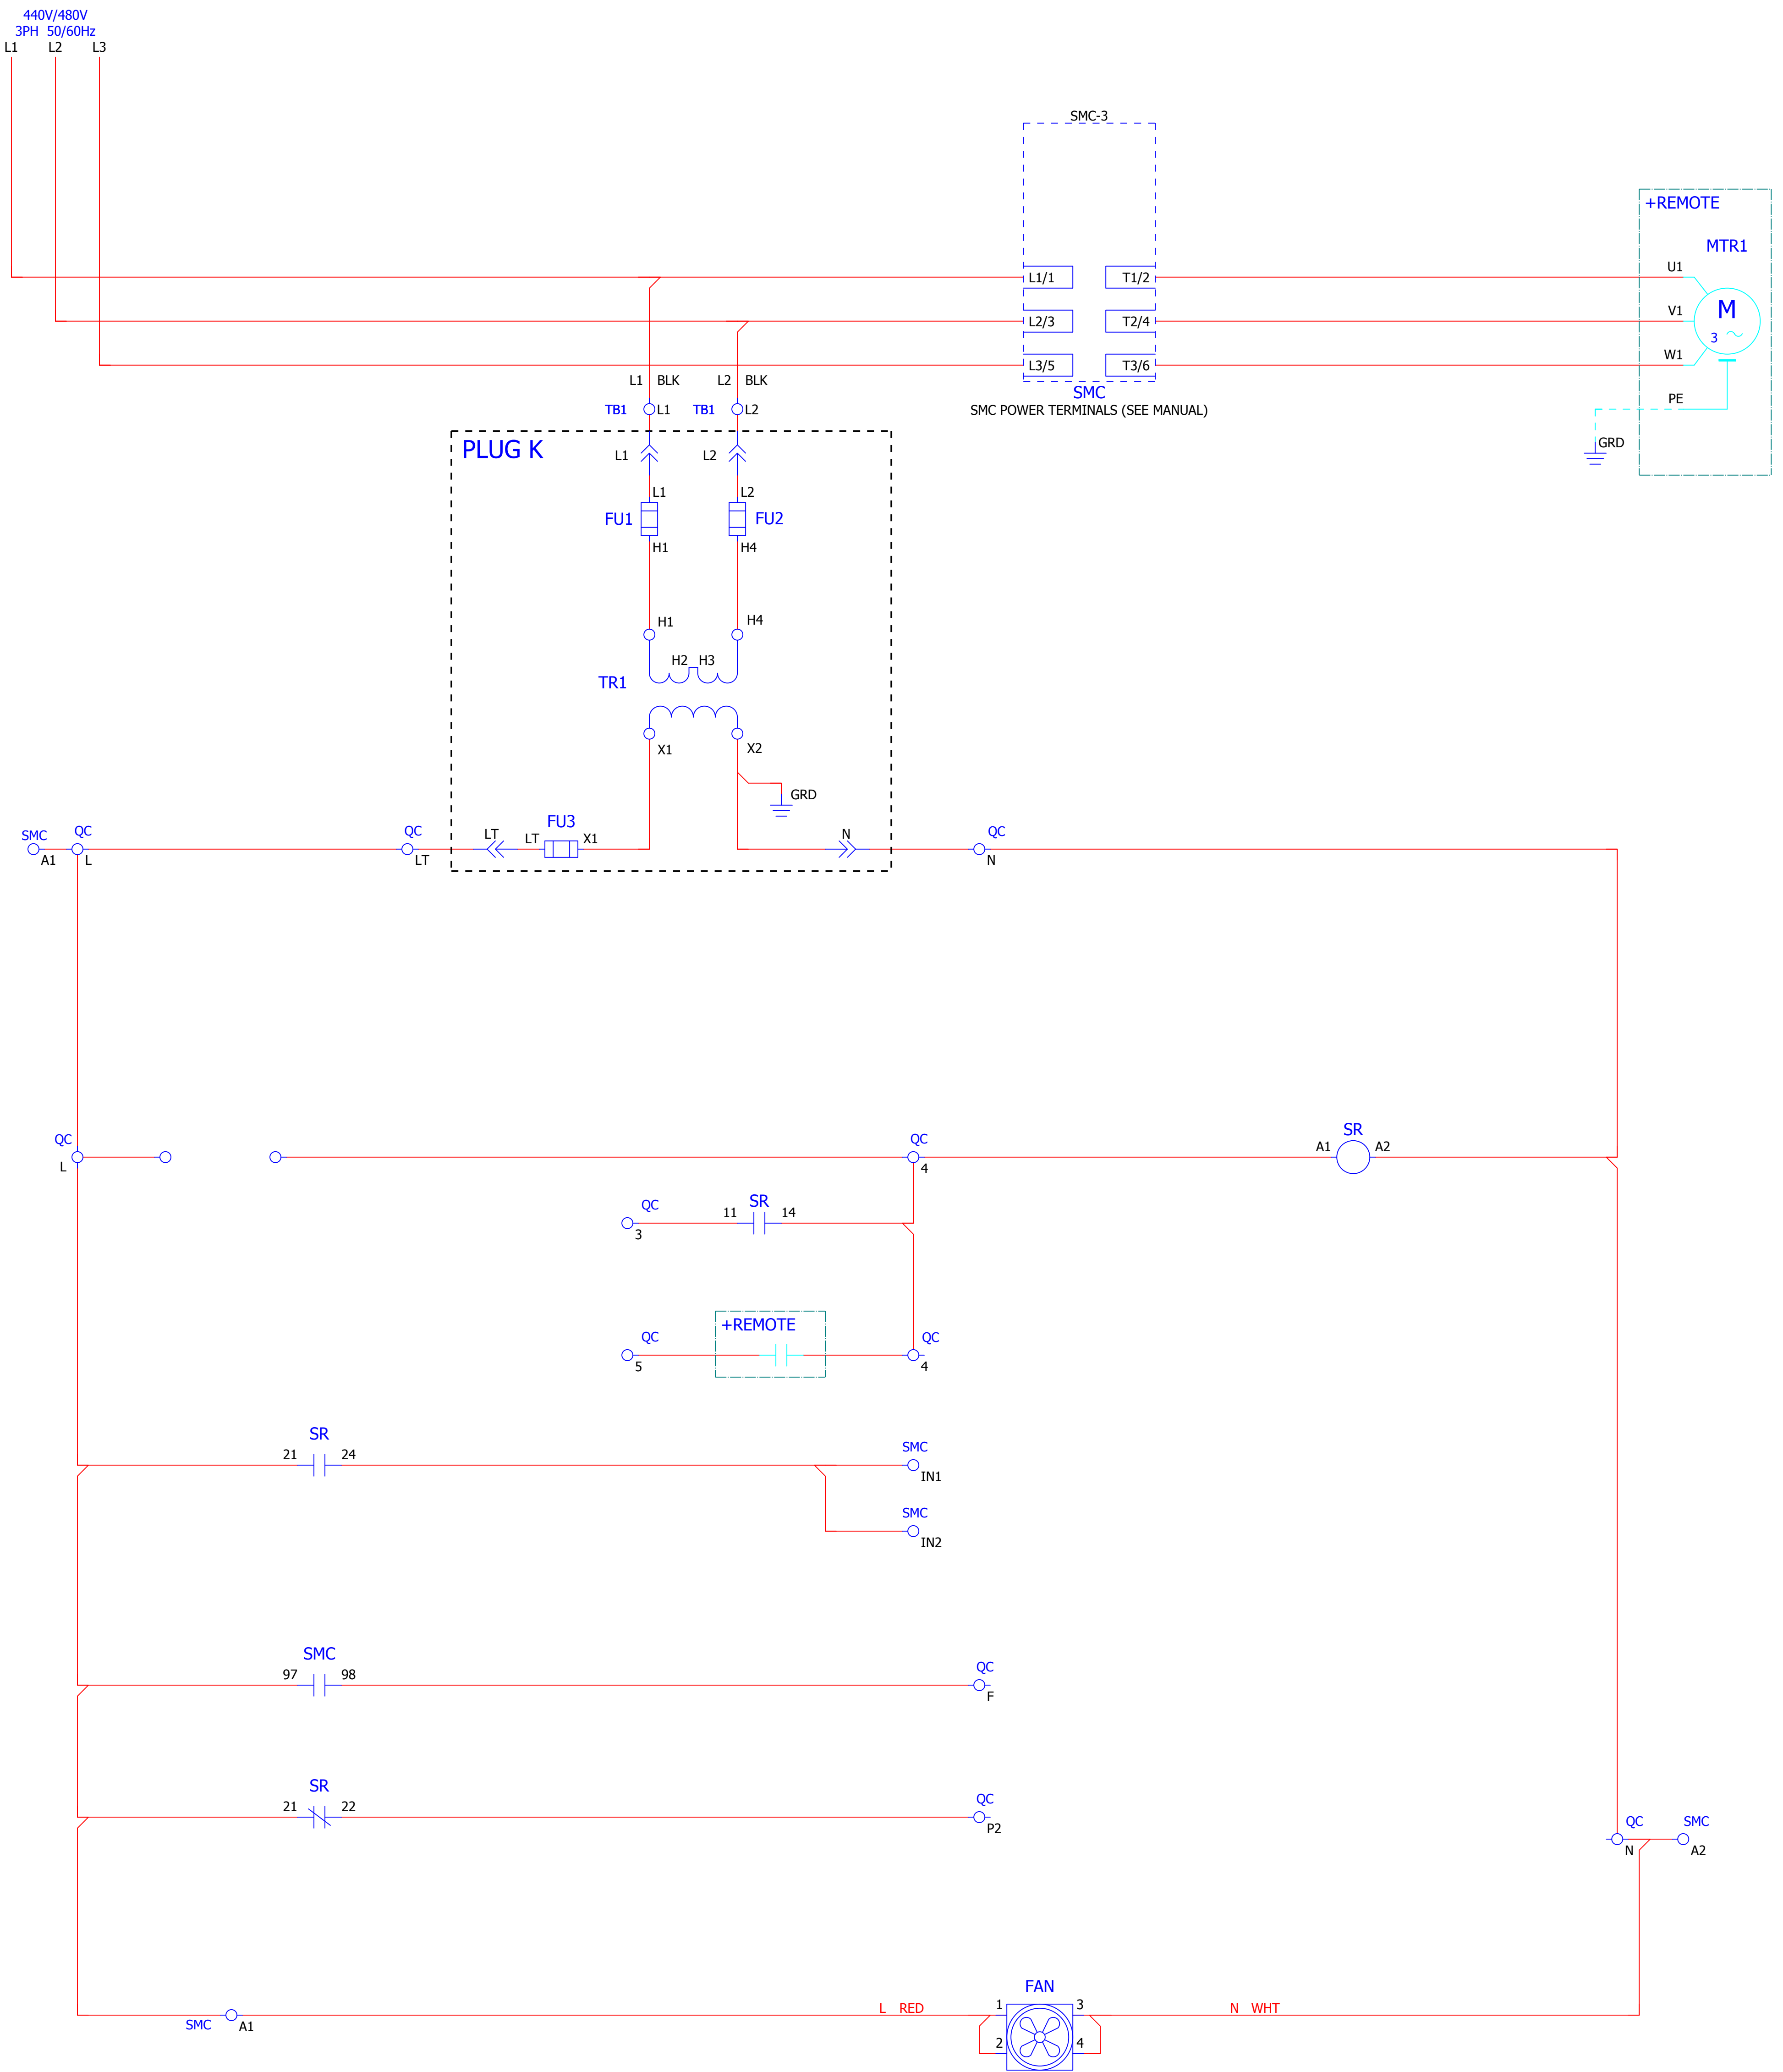 440V/480V
3PH 50/60Hz
L1 L2 L3
SMC-3
+REMOTE
MTR1
U1
L1/1 T1/2
M
3
V1
L2/3 T2/4
W1
L3/5 T3/6
SMC
SMC POWER TERMINALS (SEE MANUAL)
L1 BLK L2 BLK
TB1 L1 TB1 L2
PE
GRD
PLUG K
L1 L2
L1 L2
FU1 FU2
H1 H4
H1 H4
H2 H3
TR1
X1 X2
GRD
FU3
SMC QC QC LT LT X1 N QC
A1 L LT N
QC QC SR
A1 A2
L 4
QC SR
11 14
3
+REMOTE
QC QC
5 4
SR
21 24 SMC
IN1
SMC
IN2
SMC
97 98 QC
F
SR
21 22 QC
P2
QC SMC
N A2
FAN
L RED 1 3 N WHT
SMC A1
2 4